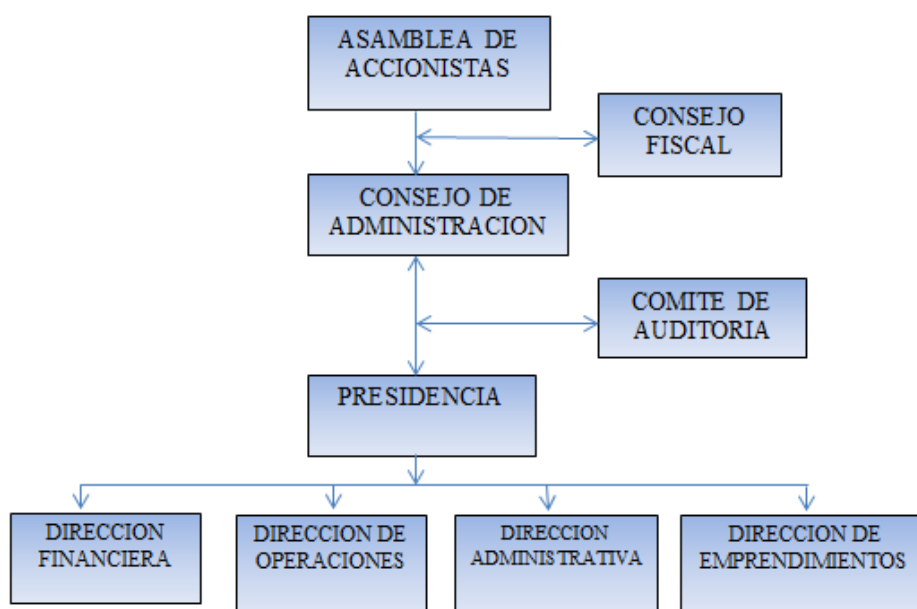 ASAMBLEA DE
ACCIONISTAS
CONSEJO
FISCAL
CONSEJO DE
ADMINISTRACION
COMITE DE
AUDITORIA
PRESIDENCIA
DIRECCION
FINANCIERA
DIRECCION DE
OPERACIONES
DIRECCION
ADMINISTRATIVA
DIRECCION DE
EMPRENDIMIENTOS